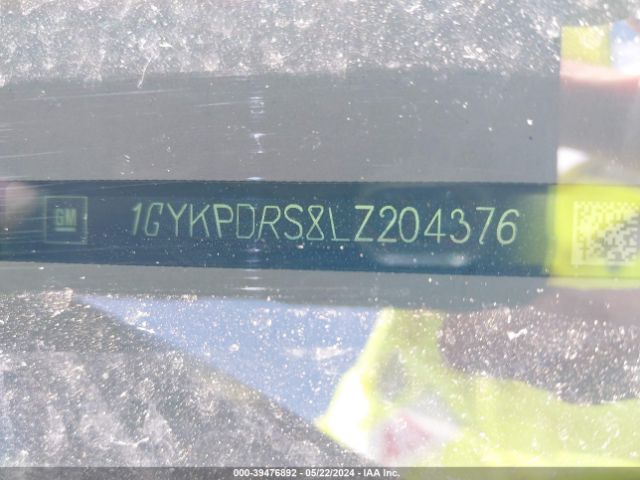 GM
1GYKPDRS8LZ204376
000-39476892 - 05/22/2024 - IAA Inc.